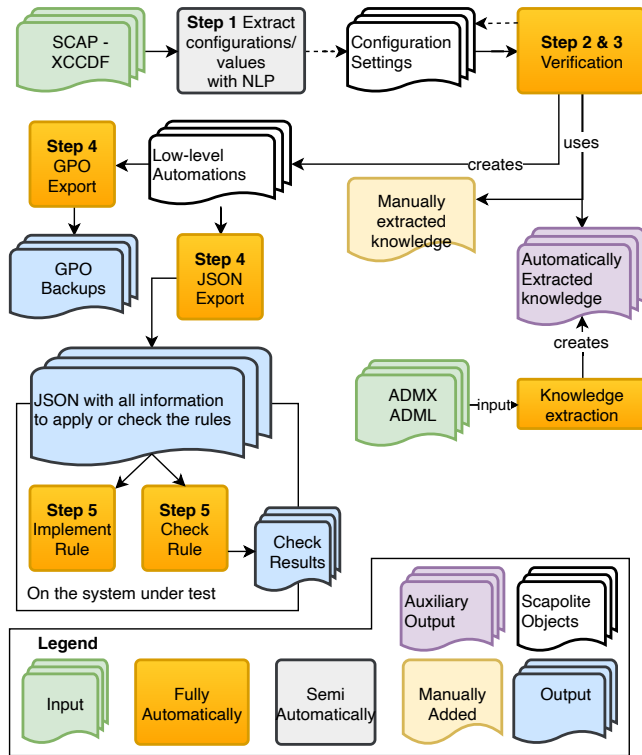 SCAP -
XCCDF
Step 1 Extract
configurations/
values
with NLP
Configuration
Settings
Step 2 & 3
Verification
uses
creates
Step 4
GPO
Export
Low-level
Automations
Manually
extracted
knowledge
Automatically
Extracted
knowledge
GPO
Backups
Step 4
JSON
Export
creates
JSON with all information
to apply or check the rules
ADMX
ADML
input
Knowledge
extraction
Step 5
Implement
Rule
Step 5
Check
Rule
Check
Results
On the system under test
Legend
Auxiliary
Output
Scapolite
Objects
Input
Fully
Automatically
Semi
Automatically
Manually
Added
Output